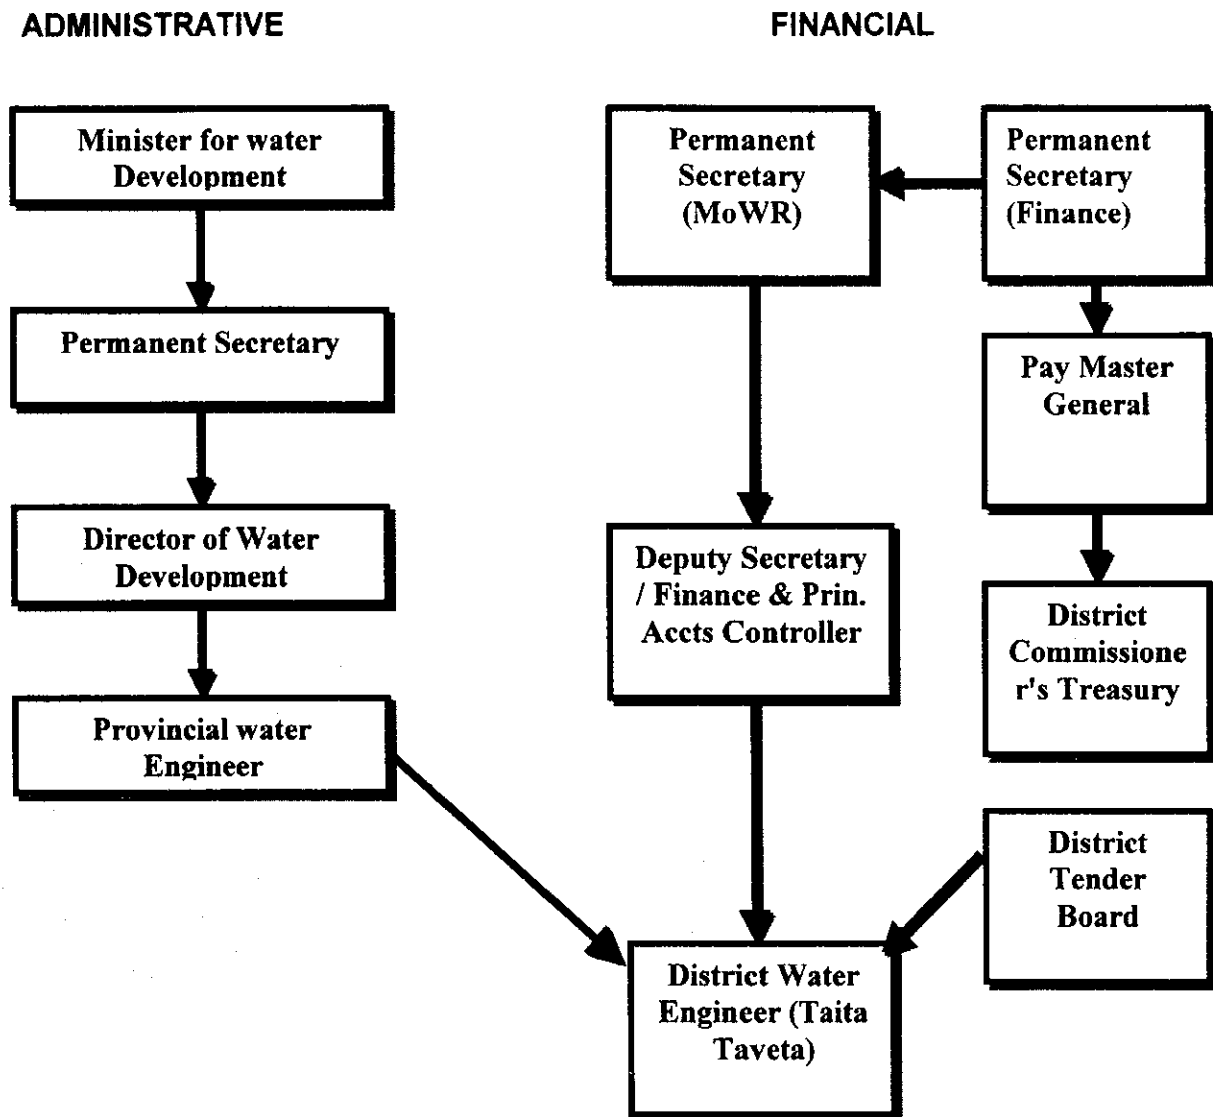 ADMINISTRATIVE
FINANCIAL
Minister for water
Development
Permanent Secretary
Director of Water
Development
Provincial water
Engineer
Permanent
Secretary
(MoWR)
Permanent
Secretary
(Finance)
Pay Master
General
Deputy Secretary
/ Finance & Prin.
Accts Controller
District
Commissione
r's Treasury
District
Tender
Board
District Water
Engineer (Taita
Taveta)